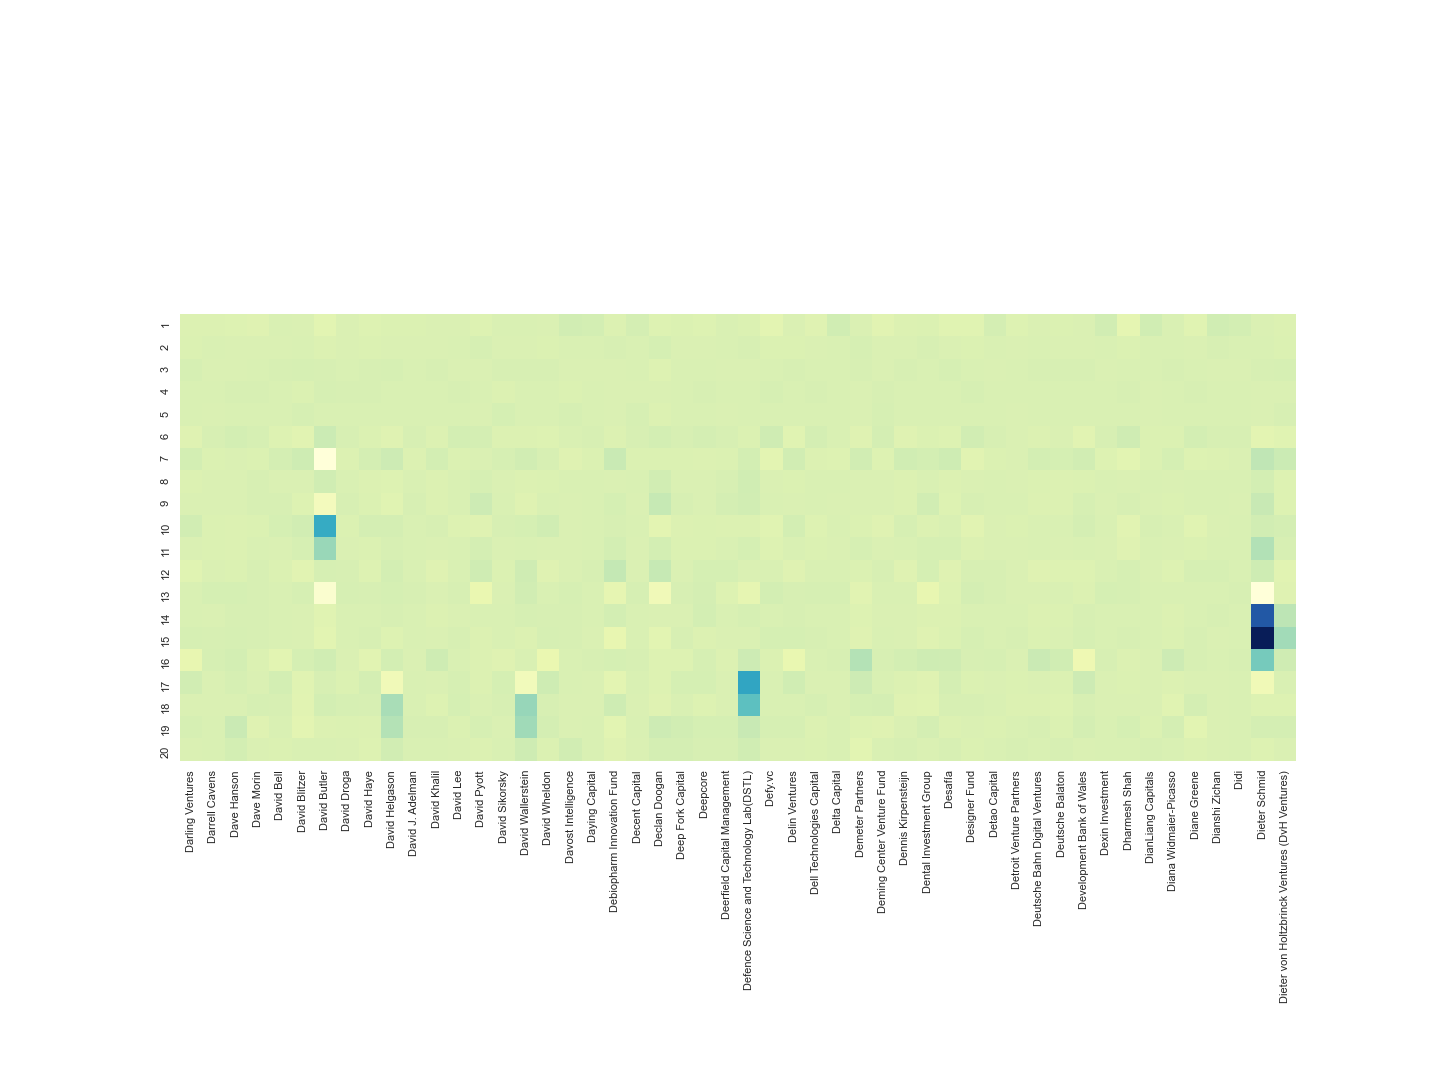 1
2
3
4
5
6
7
8
9
10
11
12
13
14
15
16
17
18
19
20
Darling Ventures
Darrell Cavens
Dave Hanson
Dave Morin
David Bell
David Blitzer
David Butler
David Droga
David Haye
David Helgason
David J. Adelman
David Khalil
David Lee
David Pyott
David Sikorsky
David Wallerstein
David Wheldon
Davost Intelligence
Daying Capital
Debiopharm Innovation Fund
Decent Capital
Declan Doogan
Deep Fork Capital
Deepcore
Deerfield Capital Management
Defence Science and Technology Lab(DSTL)
Defy.vc
Delin Ventures
Dell Technologies Capital
Delta Capital
Demeter Partners
Deming Center Venture Fund
Dennis Kirpensteijn
Dental Investment Group
Desafía
Designer Fund
Detao Capital
Detroit Venture Partners
Deutsche Bahn Digital Ventures
Deutsche Balaton
Development Bank of Wales
Dexin Investment
Dharmesh Shah
DianLiang Capitals
Diana Widmaier-Picasso
Diane Greene
Dianshi Zichan
Didi
Dieter Schmid
Dieter von Holtzbrinck Ventures (DvH Ventures)